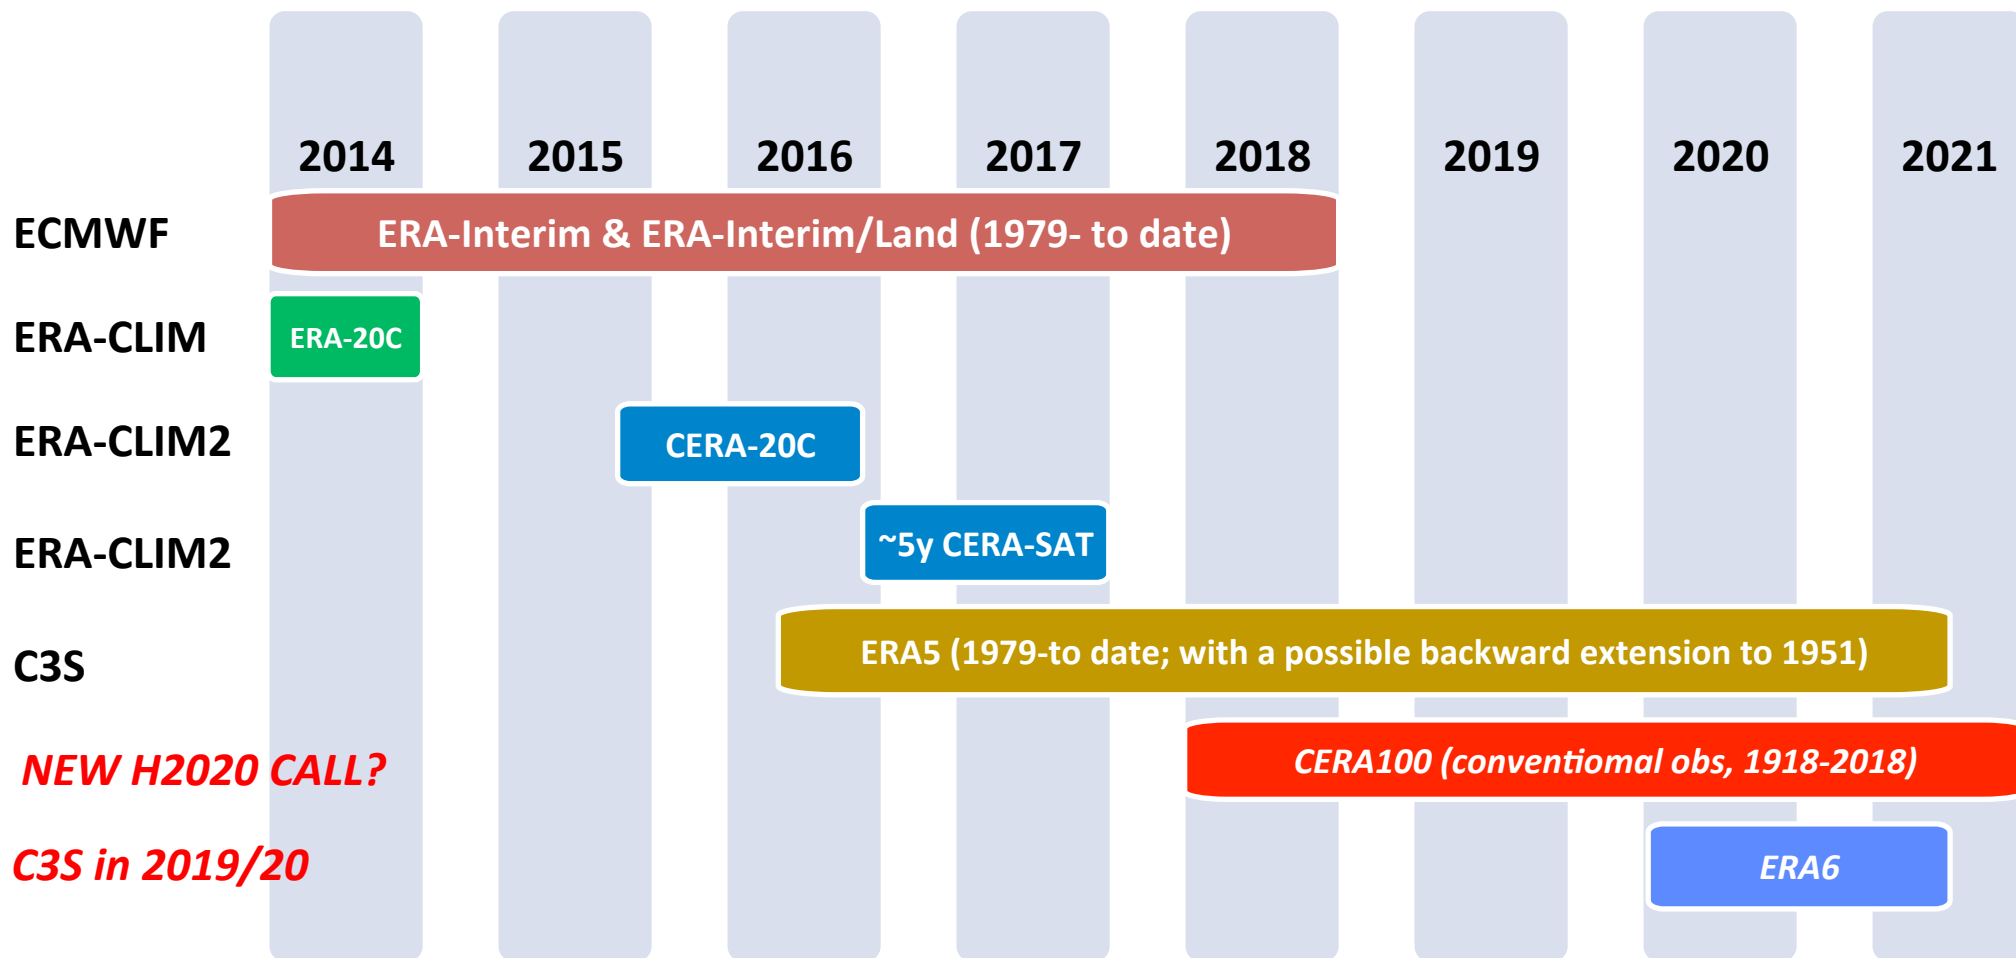 2014 2015 2016 2017 2018 2019 2020 2021
ECMWF ERA-Interim & ERA-Interim/Land (1979- to date)
ERA-CLIM ERA-20C
ERA-CLIM2 CERA-20C
ERA-CLIM2 ~5y CERA-SAT
C3S ERA5 (1979-to date; with a possible backward extension to 1951)
NEW H2020 CALL? CERA100 (conventiomal obs, 1918-2018)
C3S in 2019/20 ERA6